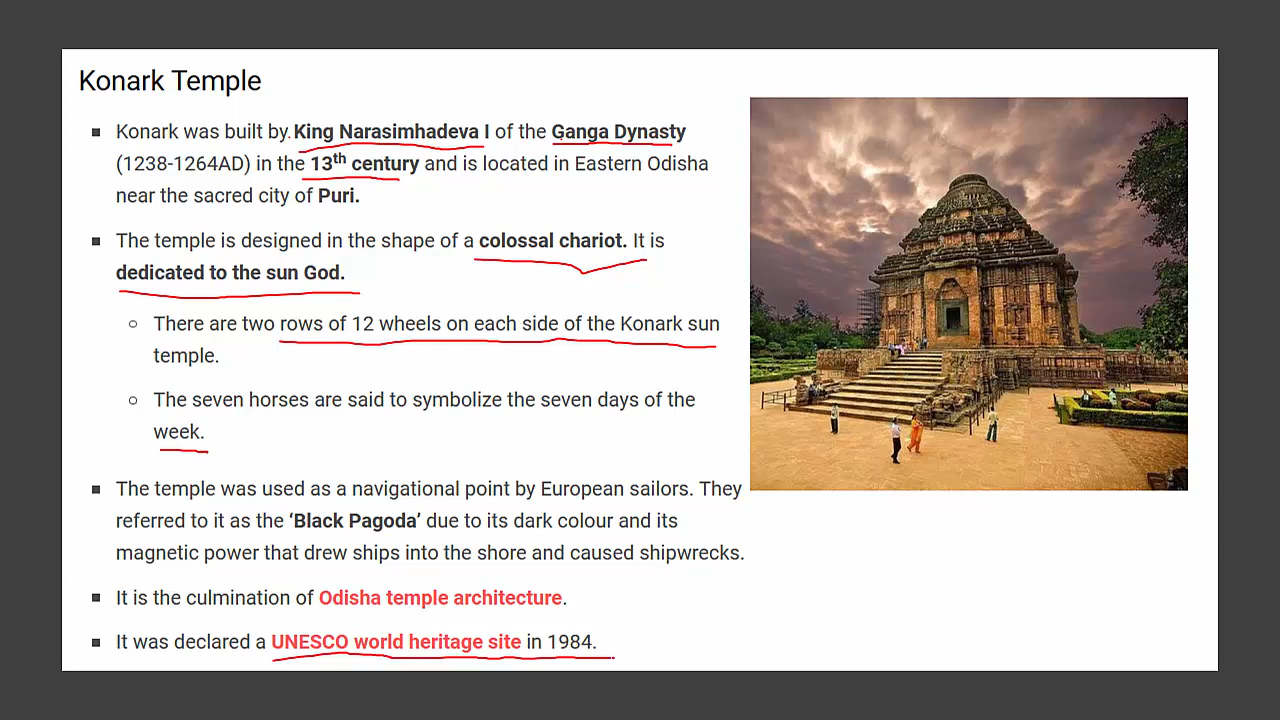 Konark Temple
Konark was built by King Narasimhadeva I of the Ganga Dynasty
(1238-1264AD) in the 13th century and is located in Eastern Odisha
near the sacred city of Puri.
The temple is designed in the shape of a colossal chariot. It is
dedicated to the sun God.
There are two rows of 12 wheels on each side of the Konark sun
temple.
The seven horses are said to symbolize the seven days of the
week.
The temple was used as a navigational point by European sailors. They
referred to it as the ‘Black Pagoda’ due to its dark colour and its
magnetic power that drew ships into the shore and caused shipwrecks.
It is the culmination of Odisha temple architecture.
It was declared a UNESCO world heritage site in 1984.